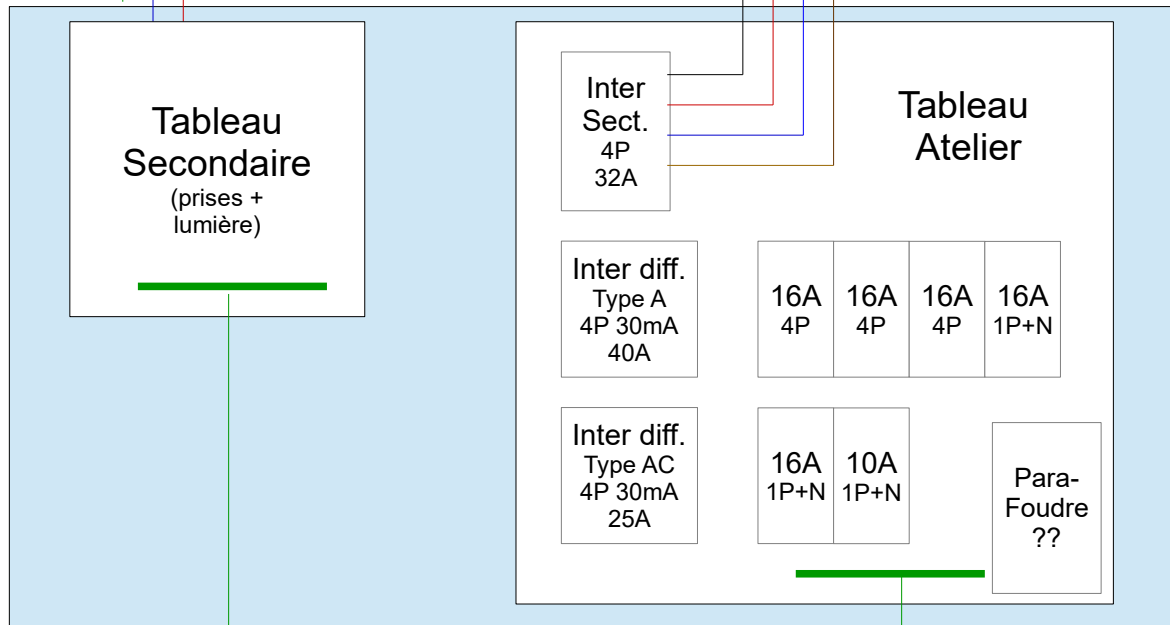 Tableau
Secondaire
(prises +
lumière)
Inter
Sect.
4P
32A
Tableau
Atelier
Inter diff.
Type A
4P 30mA
40A
16A
4P
16A
4P
16A
4P
16A
1P+N
Inter diff.
Type AC
4P 30mA
25A
16A
1P+N
10A
1P+N
Para-
Foudre
??